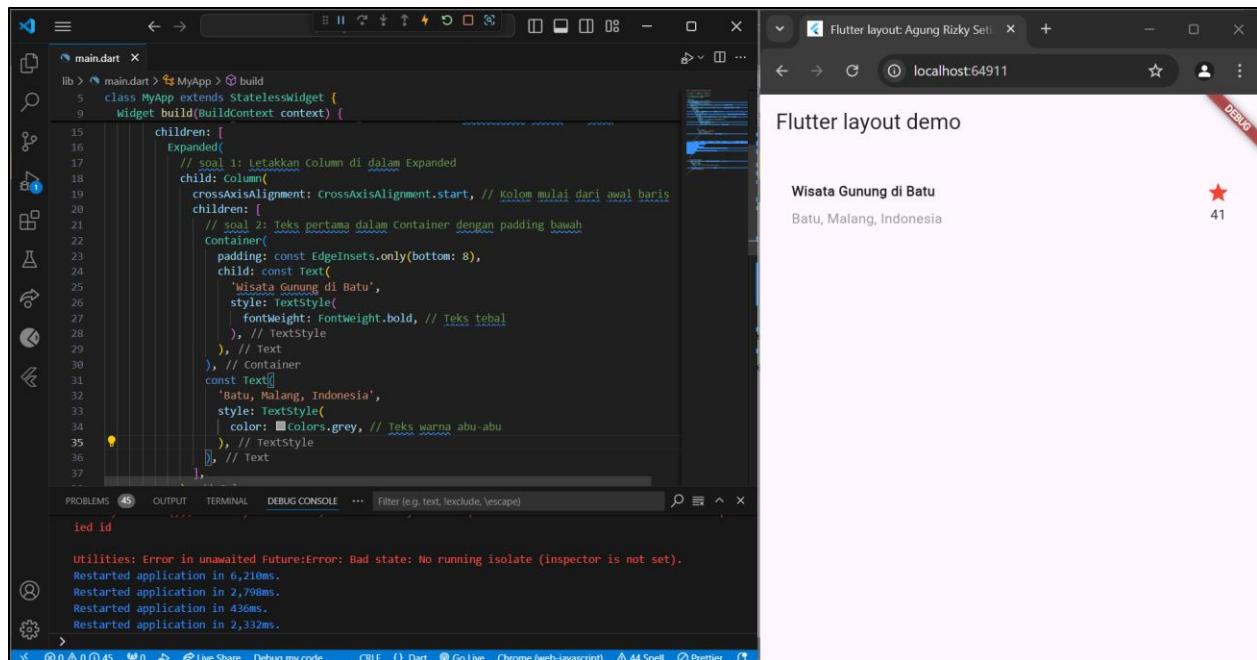 main.dart
lib > main.dart > MyApp > build
5 class MyApp extends StatelessWidget {
9 Widget build(BuildContext context) {
15 children: [
16 Expanded(
17 // soal 1: Letakkan Column di dalam Expanded
18 child: Column(
19 crossAxisAlignment: CrossAxisAlignment.start, // Kolom mulai dari awal baris
20 children: [
21 // soal 2: Teks pertama dalam Container dengan padding bawah
22 Container(
23 padding: const EdgeInsets.only(bottom: 8),
24 child: const Text(
25 'Wisata Gunung di Batu',
26 style: TextStyle(
27 fontWeight: FontWeight.bold, // Teks tebal
28 ), // TextStyle
29 ), // Text
30 ), // Container
31 const Text(
32 'Batu, Malang, Indonesia',
33 style: TextStyle(
34 color: Colors.grey, // Teks warna abu-abu
35 ), // TextStyle
36 ), // Text
37 ],
PROBLEMS 45 OUTPUT TERMINAL DEBUG CONSOLE ··· Filter (e.g. text, !exclude, \escape)
ied id
Utilities: Error in unawaited Future:Error: Bad state: No running isolate (inspector is not set).
Restarted application in 6,210ms.
Restarted application in 2,798ms.
Restarted application in 436ms.
Restarted application in 2,332ms.
>
0 0 45 0 Live Share Debug my code CRLF {} Dart Go Live Chrome (web-javascript) 44 Spell Prettier
1
Flutter layout: Agung Rizky Seti
localhost:64911
DEBUG
Flutter layout demo
Wisata Gunung di Batu
Batu, Malang, Indonesia
41